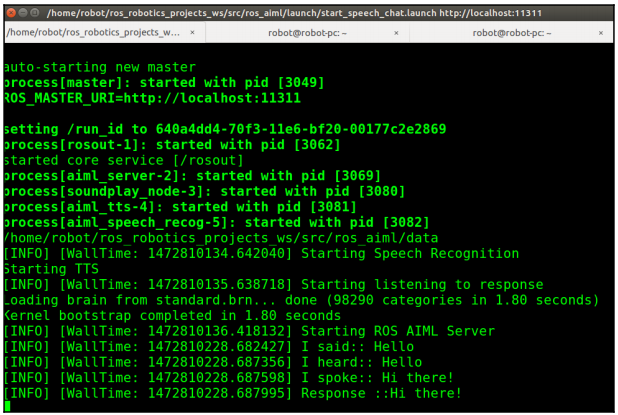 /home/robot/ros_robotics_projects_ws/src/ros_aiml/launch/start_speech_chat.launch http://localhost:11311
/home/robot/ros_robotics_projects_w... × robot@robot-pc: ~ × robot@robot-pc: ~ ×
auto-starting new master
process[master]: started with pid [3049]
ROS_MASTER_URI=http://localhost:11311
setting /run_id to 640a4dd4-70f3-11e6-bf20-00177c2e2869
process[rosout-1]: started with pid [3062]
started core service [/rosout]
process[aiml_server-2]: started with pid [3069]
process[soundplay_node-3]: started with pid [3080]
process[aiml_tts-4]: started with pid [3081]
process[aiml_speech_recog-5]: started with pid [3082]
/home/robot/ros_robotics_projects_ws/src/ros_aiml/data
[INFO] [WallTime: 1472810134.642040] Starting Speech Recognition
Starting TTS
[INFO] [WallTime: 1472810135.638718] Starting listening to response
Loading brain from standard.brn... done (98290 categories in 1.80 seconds)
Kernel bootstrap completed in 1.80 seconds
[INFO] [WallTime: 1472810136.418132] Starting ROS AIML Server
[INFO] [WallTime: 1472810228.682427] I said:: Hello
[INFO] [WallTime: 1472810228.687356] I heard:: Hello
[INFO] [WallTime: 1472810228.687598] I spoke:: Hi there!
[INFO] [WallTime: 1472810228.687995] Response ::Hi there!